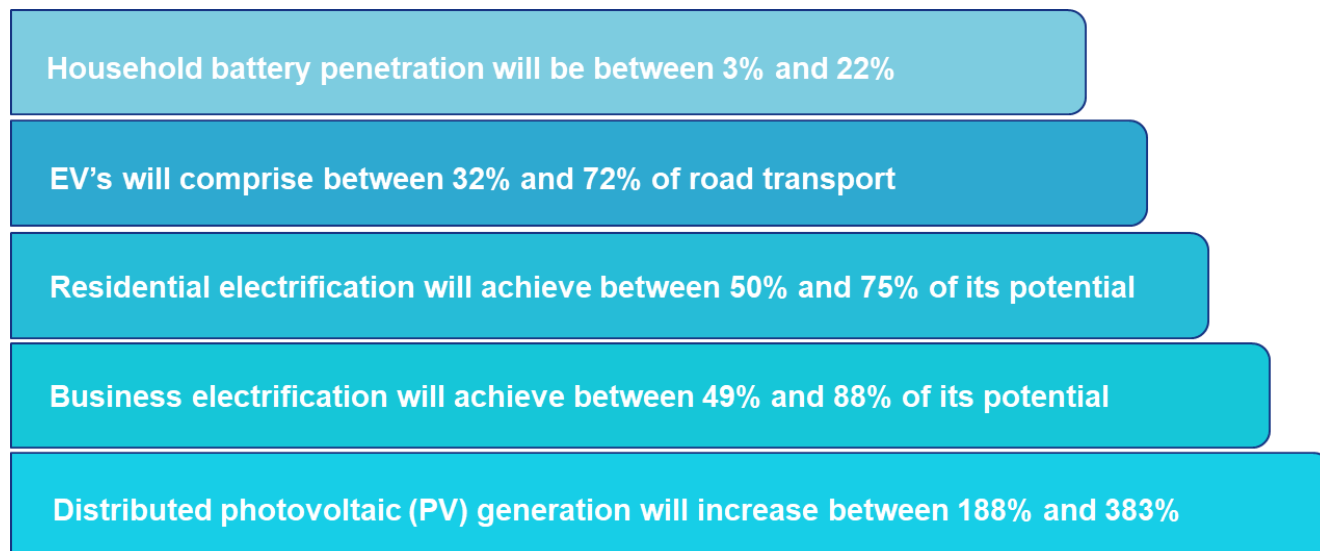 Household battery penetration will be between 3% and 22%
EV’s will comprise between 32% and 72% of road transport
Residential electrification will achieve between 50% and 75% of its potential
Business electrification will achieve between 49% and 88% of its potential
Distributed photovoltaic (PV) generation will increase between 188% and 383%